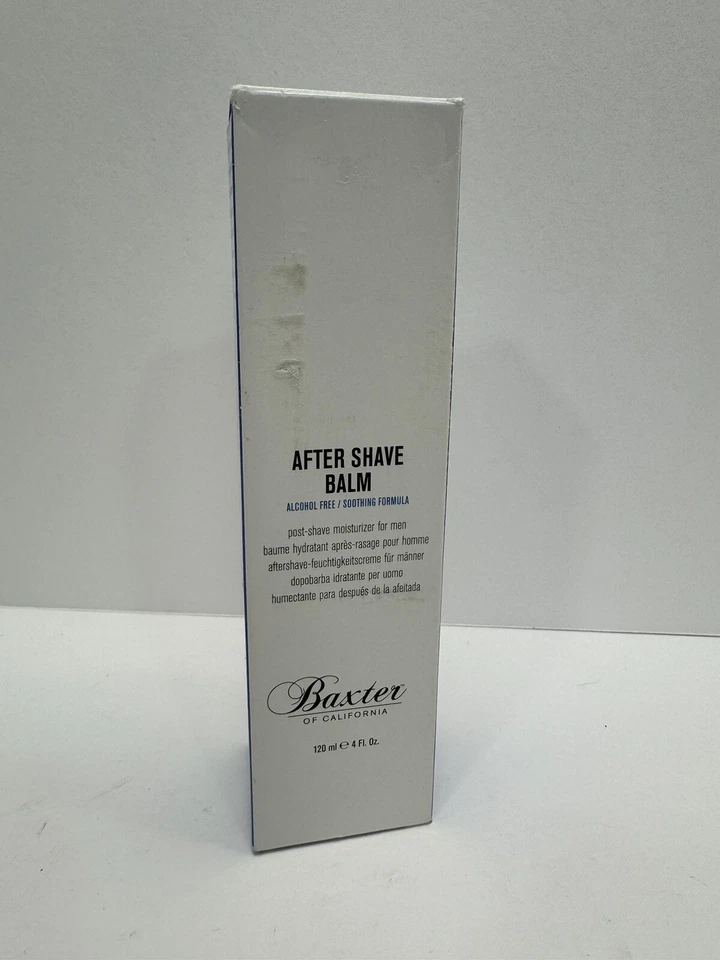 AFTER SHAVE
BALM
ALCOHOL FREE / SOOTHING FORMULA
post-shave moisturizer for men
baume hydratant après-rasage pour homme
aftershave-feuchtigkeitscreme für männer
dopobarba idratante per uomo
humectante para después de la afeitada
Baxter
OF CALIFORNIA
120 ml ℮ 4 Fl. Oz.